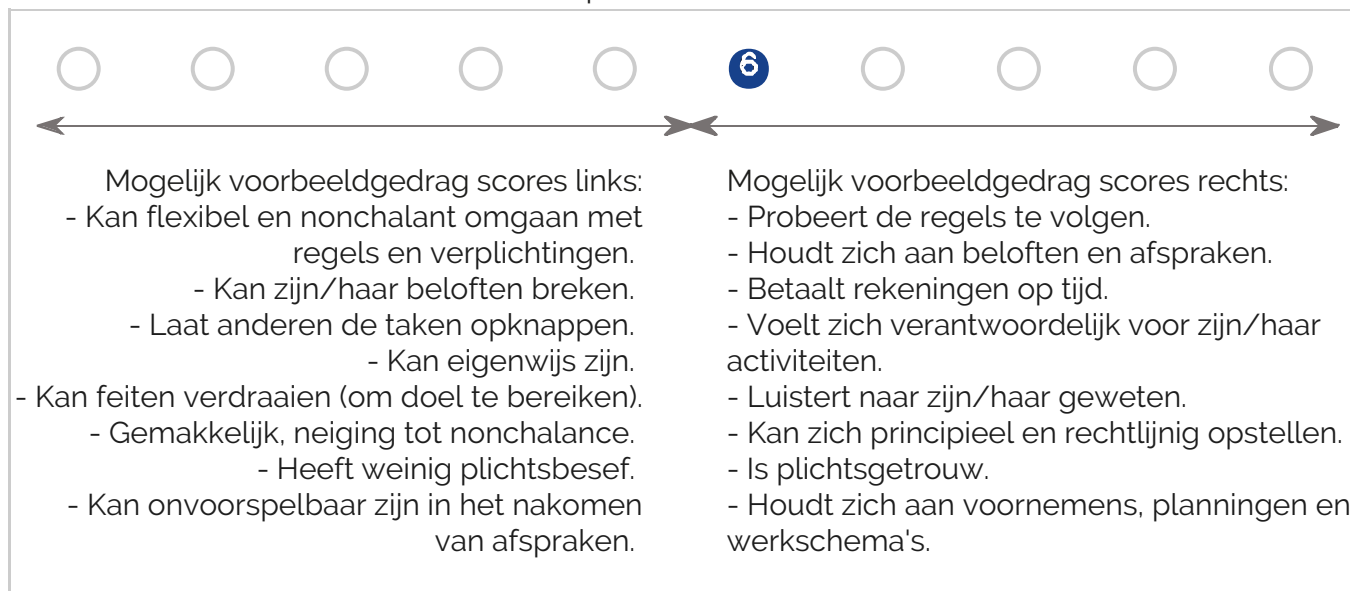 6
Mogelijk voorbeeldgedrag scores links:
- Kan flexibel en nonchalant omgaan met
regels en verplichtingen.
- Kan zijn/haar beloften breken.
- Laat anderen de taken opknappen.
- Kan eigenwijs zijn.
- Kan feiten verdraaien (om doel te bereiken).
- Gemakkelijk, neiging tot nonchalance.
- Heeft weinig plichtsbesef.
- Kan onvoorspelbaar zijn in het nakomen
van afspraken.
Mogelijk voorbeeldgedrag scores rechts:
- Probeert de regels te volgen.
- Houdt zich aan beloften en afspraken.
- Betaalt rekeningen op tijd.
- Voelt zich verantwoordelijk voor zijn/haar
activiteiten.
- Luistert naar zijn/haar geweten.
- Kan zich principieel en rechtlijnig opstellen.
- Is plichtsgetrouw.
- Houdt zich aan voornemens, planningen en
werkschema's.